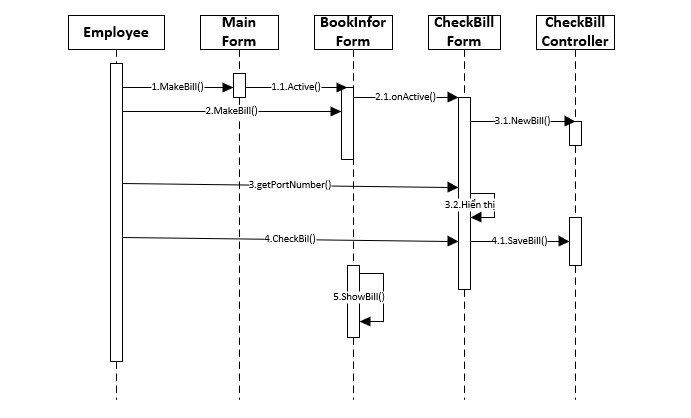 Employee
Main
Form
BookInfor
Form
CheckBill
Form
CheckBill
Controller
1.MakeBill()
1.1.Active()
2.1.onActive()
2.MakeBill()
3.1.NewBill()
3.getPortNumber()
3.2.Hiển thị
4.CheckBil()
4.1.SaveBill()
5.ShowBill()